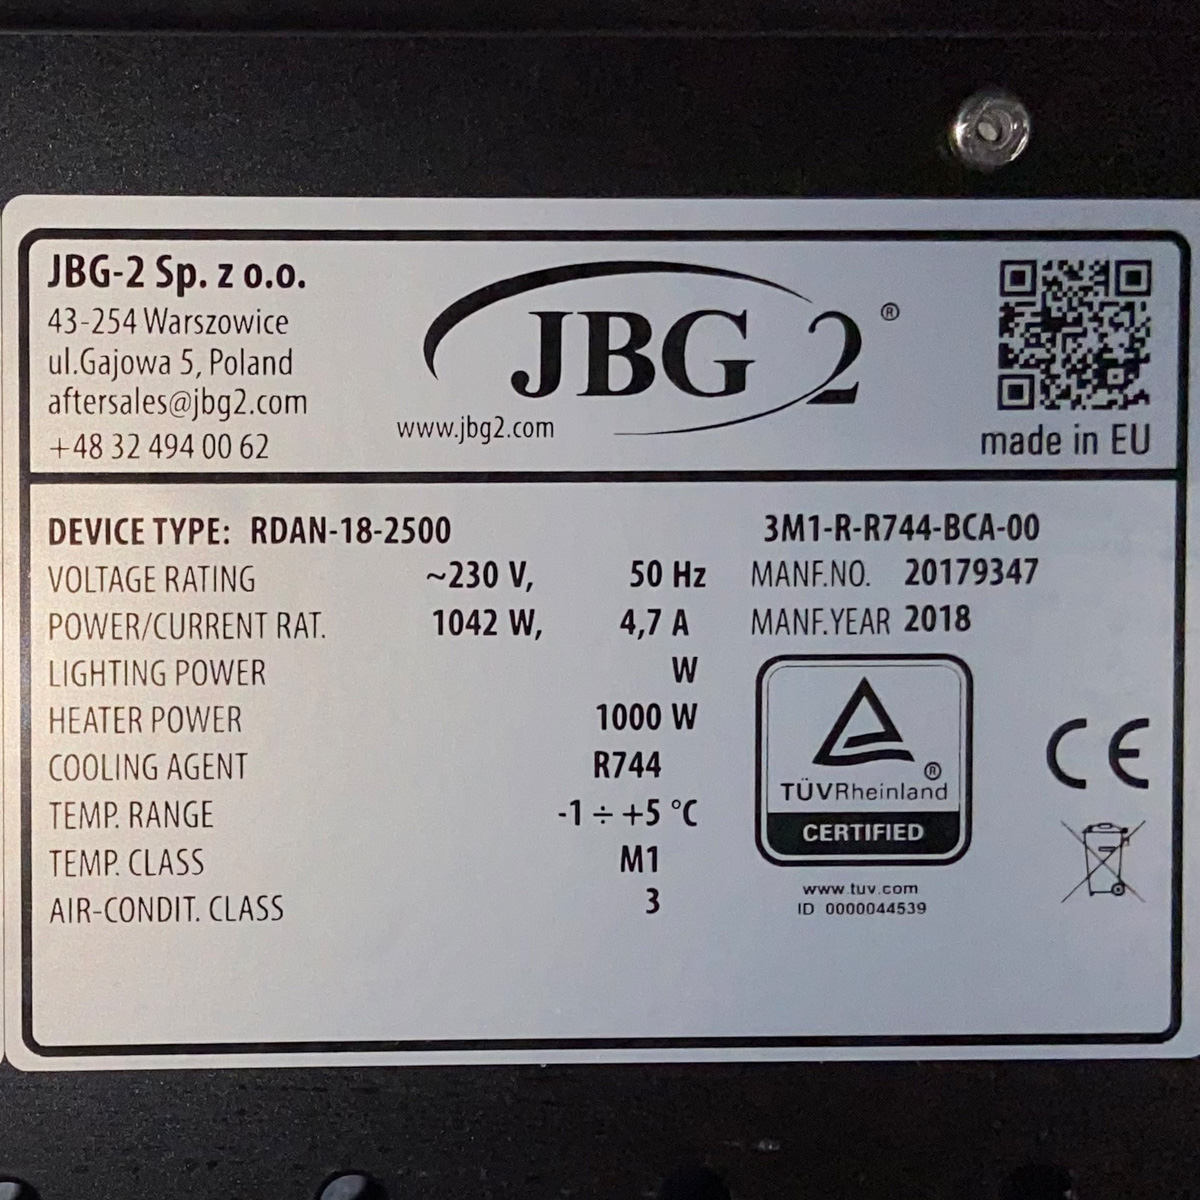 JBG-2 Sp. z o.o.
43-254 Warszowice
ul.Gajowa 5, Poland
aftersales@jbg2.com
+48 32 494 00 62
JBG 2 ®
www.jbg2.com
made in EU
DEVICE TYPE: RDAN-18-2500 3M1-R-R744-BCA-00
VOLTAGE RATING ~230 V, 50 Hz MANF.NO. 20179347
POWER/CURRENT RAT. 1042 W, 4,7 A MANF.YEAR 2018
LIGHTING POWER W
HEATER POWER 1000 W
COOLING AGENT R744
TEMP. RANGE -1 ÷ +5 °C
TEMP. CLASS M1
AIR-CONDIT. CLASS 3
®
TÜVRheinland
CERTIFIED
www.tuv.com
ID 0000044539
CE